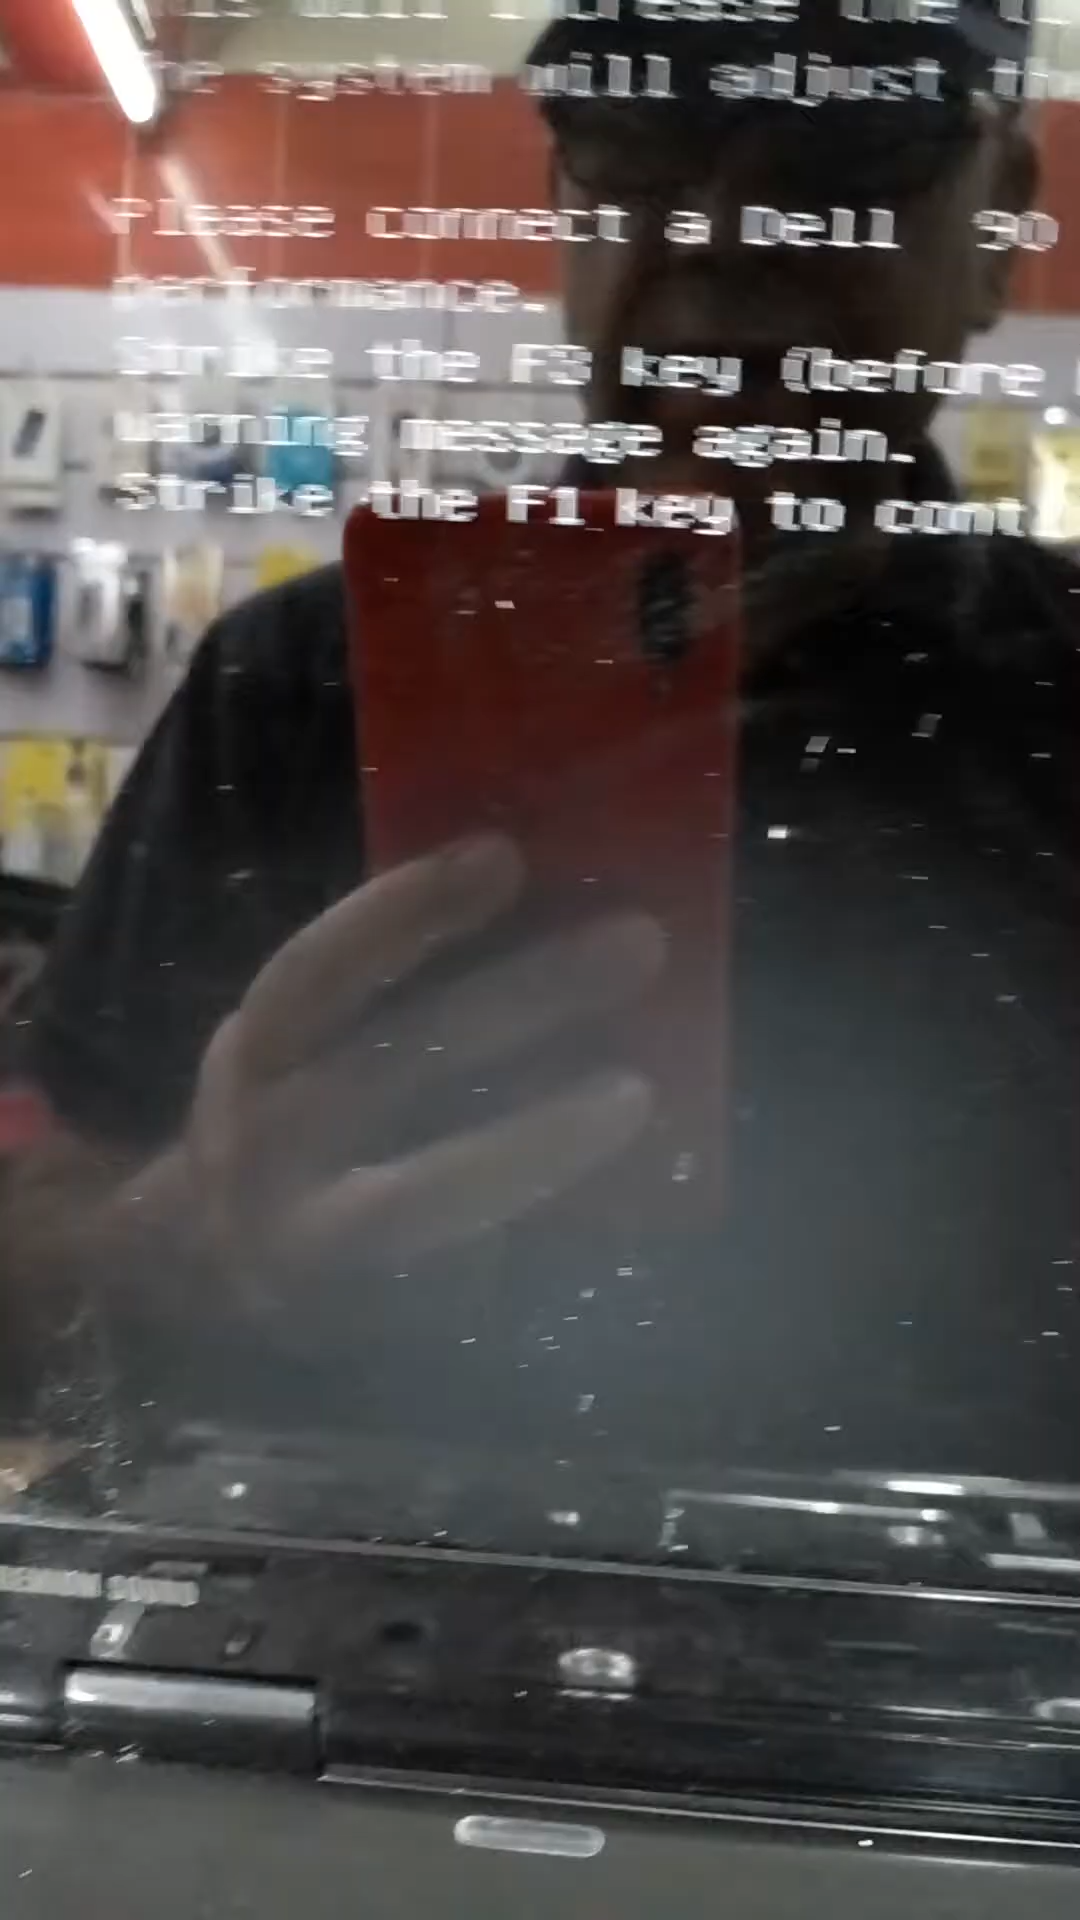 system will adjust
Please connect a Dell 90
performance.
Strike the F3 key (before
warning message again.
Strike the F1 key to cont